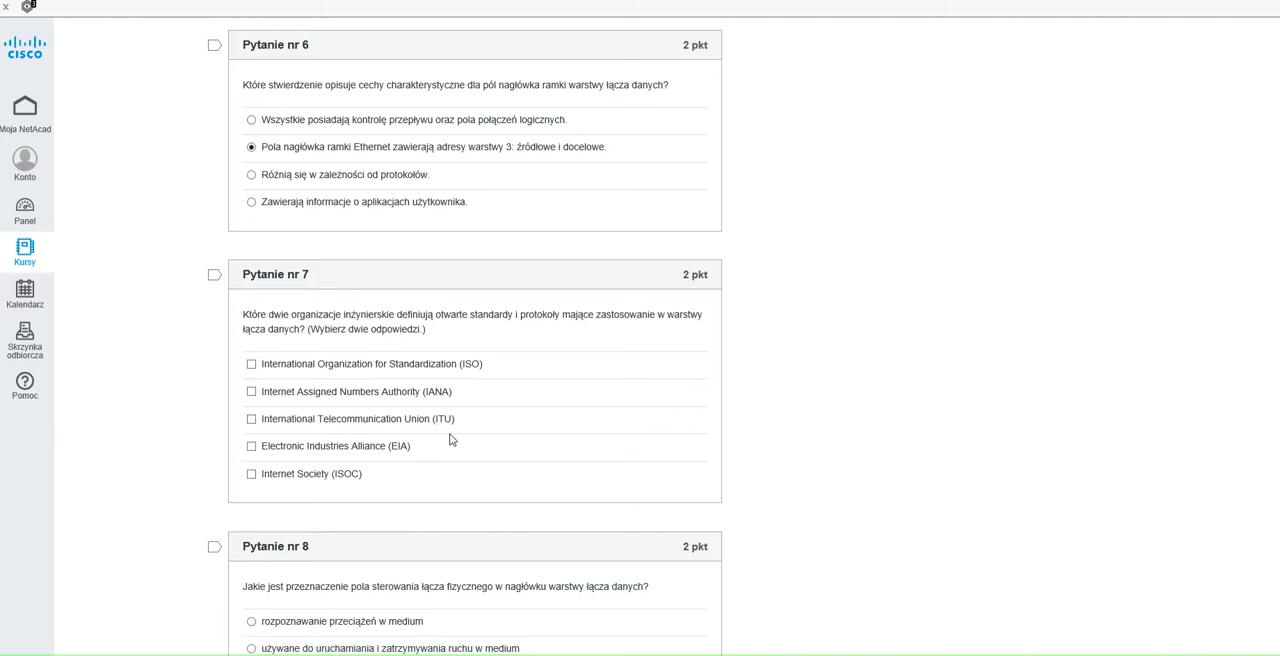 x
CISCO
Moja NetAcad
Konto
Panel
Kursy
Kalendarz
Skrzynka
odbiorcza
Pomoc
Pytanie nr 6 2 pkt
Które stwierdzenie opisuje cechy charakterystyczne dla pól nagłówka ramki warstwy łącza danych?
Wszystkie posiadają kontrolę przepływu oraz pola połączeń logicznych.
Pola nagłówka ramki Ethernet zawierają adresy warstwy 3: źródłowe i docelowe.
Różnią się w zależności od protokołów.
Zawierają informacje o aplikacjach użytkownika.
Pytanie nr 7 2 pkt
Które dwie organizacje inżynierskie definiują otwarte standardy i protokoły mające zastosowanie w warstwy
łącza danych? (Wybierz dwie odpowiedzi.)
International Organization for Standardization (ISO)
Internet Assigned Numbers Authority (IANA)
International Telecommunication Union (ITU)
Electronic Industries Alliance (EIA)
Internet Society (ISOC)
Pytanie nr 8 2 pkt
Jakie jest przeznaczenie pola sterowania łącza fizycznego w nagłówku warstwy łącza danych?
rozpoznawanie przeciążeń w medium
używane do uruchamiania i zatrzymywania ruchu w medium